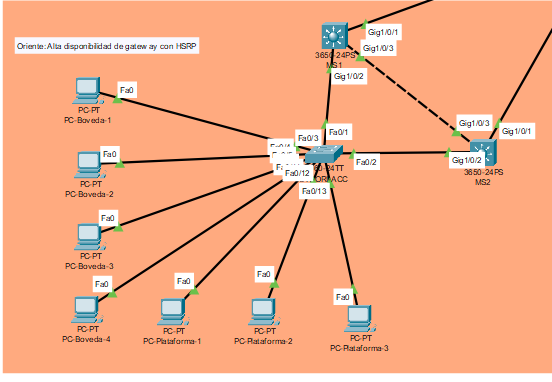 Oriente: Alta disponibilidad de gateway con HSRP
Gig1/0/1
3650-24PS
MS1
Gig1/0/3
Gig1/0/2
Fa0
PC-PT
PC-Boveda-1
Gig1/0/3
Gig1/0/1
Fa0/3
Fa0/1
Fa0
PC-PT
PC-Boveda-2
Fa0/12
Fa0/13
Fa0/2
Gig1/0/2
3650-24PS
MS2
Fa0
PC-PT
PC-Boveda-3
Fa0
PC-PT
PC-Boveda-4
Fa0
PC-PT
PC-Plataforma-1
Fa0
PC-PT
PC-Plataforma-2
Fa0
PC-PT
PC-Plataforma-3